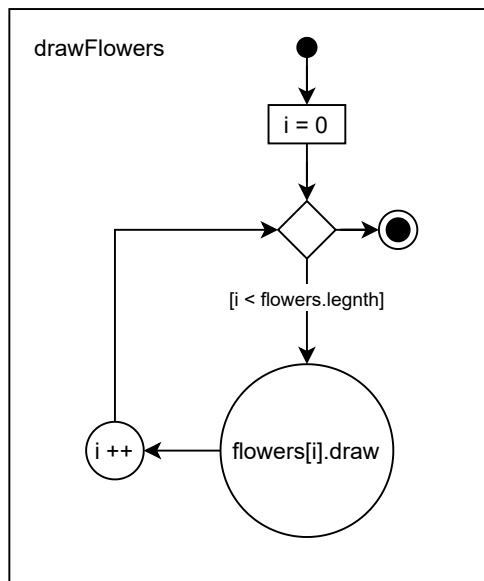 drawFlowers
i = 0
[i < flowers.legnth]
flowers[i].draw
i ++